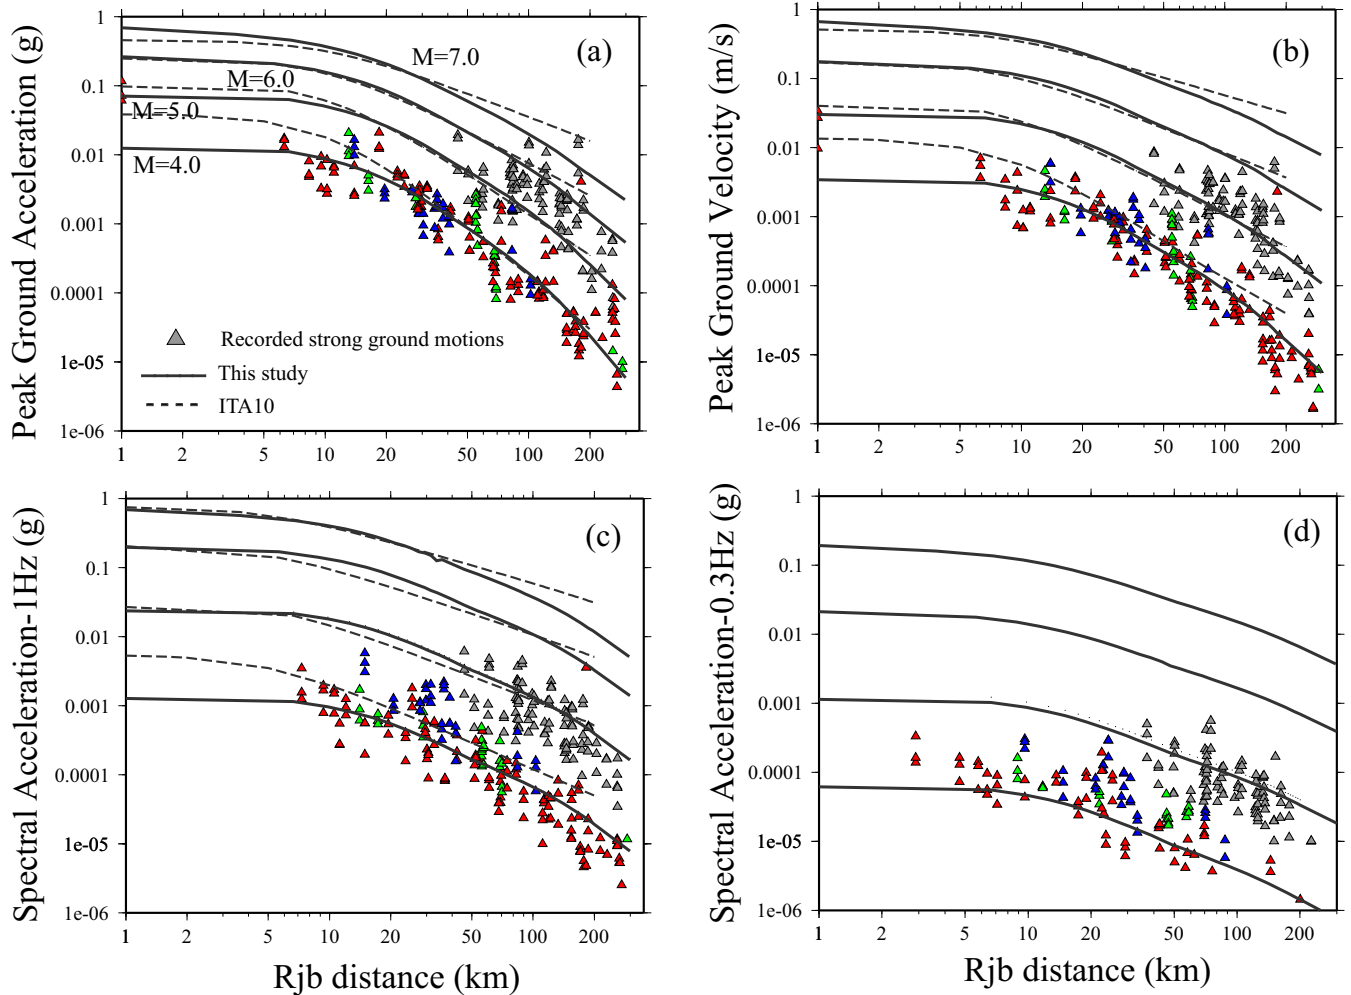 Peak Ground Acceleration (g)
1
0.1
0.01
0.001
0.0001
1e-05
1e-06
(a)
M=7.0
M=6.0
M=5.0
M=4.0
Recorded strong ground motions
This study
ITA10
1 2 5 10 20 50 100 200
Peak Ground Velocity (m/s)
1
0.1
0.01
0.001
0.0001
1e-05
1e-06
(b)
1 2 5 10 20 50 100 200
Spectral Acceleration-1Hz (g)
1
0.1
0.01
0.001
0.0001
1e-05
1e-06
(c)
1 2 5 10 20 50 100 200
Rjb distance (km)
Spectral Acceleration-0.3Hz (g)
1
0.1
0.01
0.001
0.0001
1e-05
1e-06
(d)
1 2 5 10 20 50 100 200
Rjb distance (km)